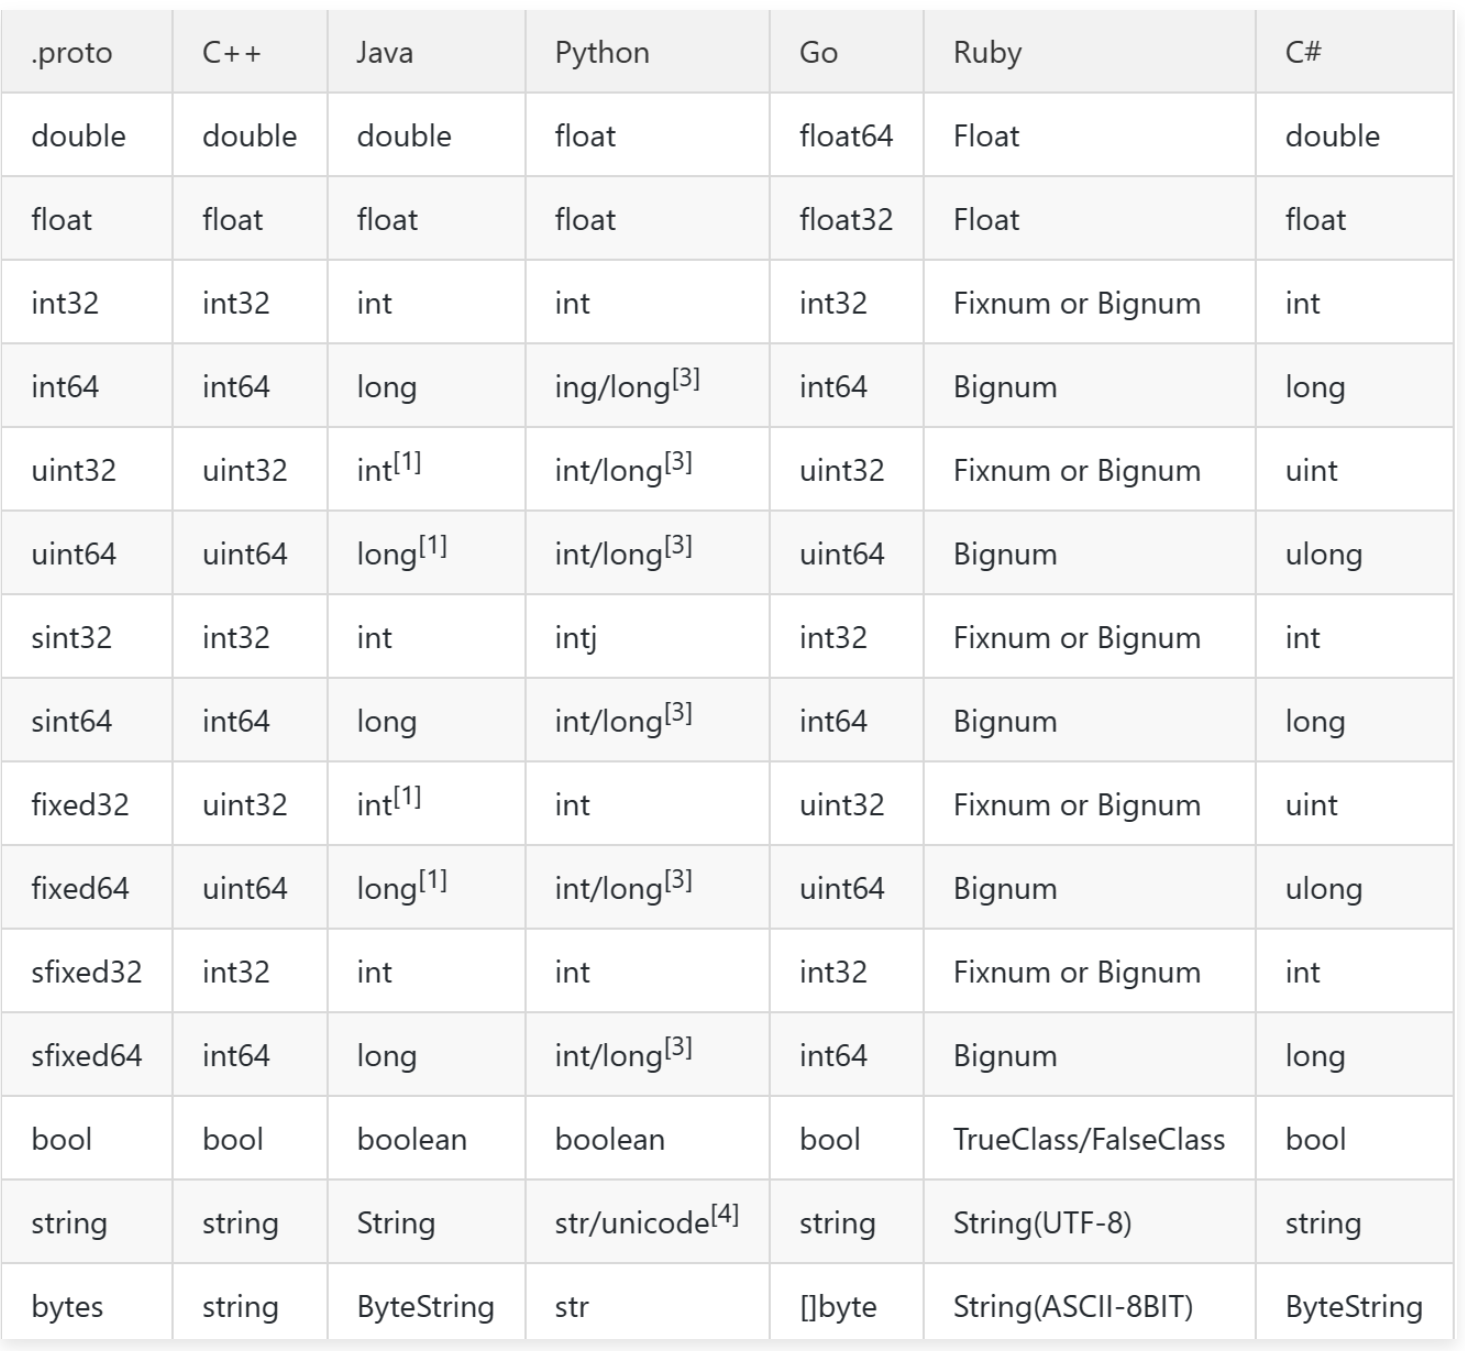 .proto C++ Java Python Go Ruby C#
double double double float float64 Float double
float float float float float32 Float float
int32 int32 int int int32 Fixnum or Bignum int
int64 int64 long ing/long[3] int64 Bignum long
uint32 uint32 int[1] int/long[3] uint32 Fixnum or Bignum uint
uint64 uint64 long[1] int/long[3] uint64 Bignum ulong
sint32 int32 int intj int32 Fixnum or Bignum int
sint64 int64 long int/long[3] int64 Bignum long
fixed32 uint32 int[1] int uint32 Fixnum or Bignum uint
fixed64 uint64 long[1] int/long[3] uint64 Bignum ulong
sfixed32 int32 int int int32 Fixnum or Bignum int
sfixed64 int64 long int/long[3] int64 Bignum long
bool bool boolean boolean bool TrueClass/FalseClass bool
string string String str/unicode[4] string String(UTF-8) string
bytes string ByteString str []byte String(ASCII-8BIT) ByteString